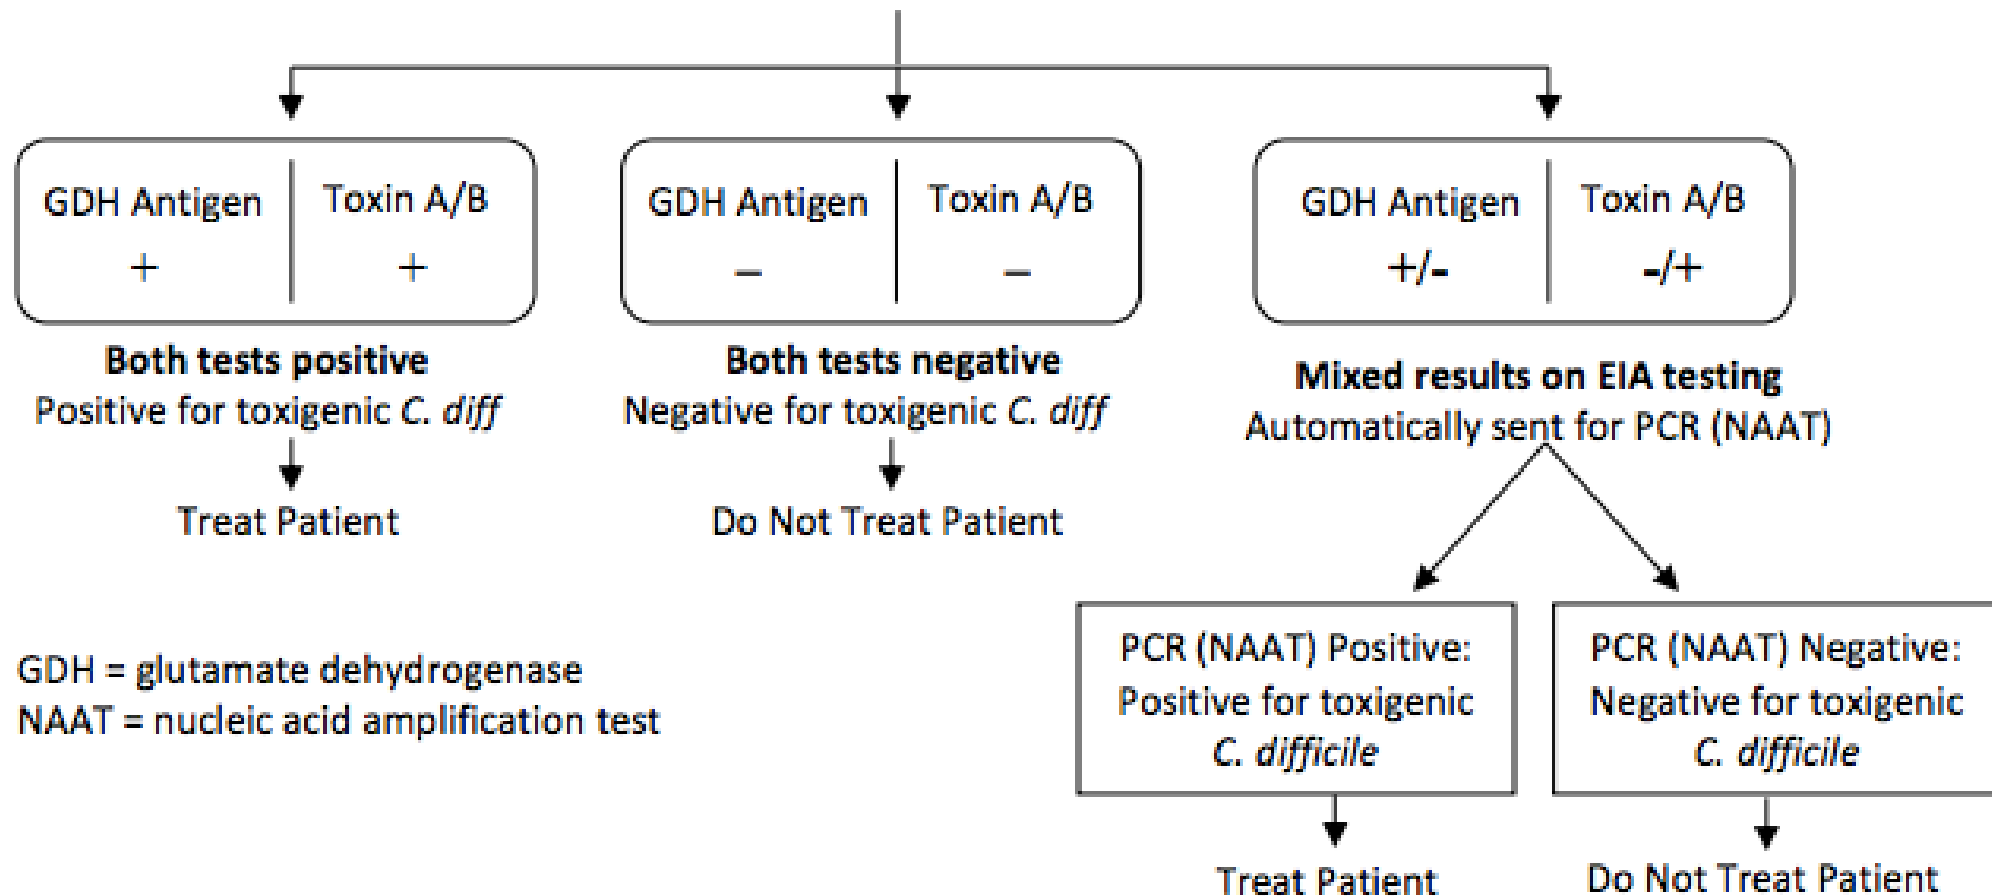 GDH Antigen
+
Toxin A/B
+
Both tests positive
Positive for toxigenic C. diff
Treat Patient
GDH Antigen
–
Toxin A/B
–
Both tests negative
Negative for toxigenic C. diff
Do Not Treat Patient
GDH Antigen
+/-
Toxin A/B
-/+
Mixed results on EIA testing
Automatically sent for PCR (NAAT)
PCR (NAAT) Positive:
Positive for toxigenic
C. difficile
Treat Patient
PCR (NAAT) Negative:
Negative for toxigenic
C. difficile
Do Not Treat Patient
GDH = glutamate dehydrogenase
NAAT = nucleic acid amplification test